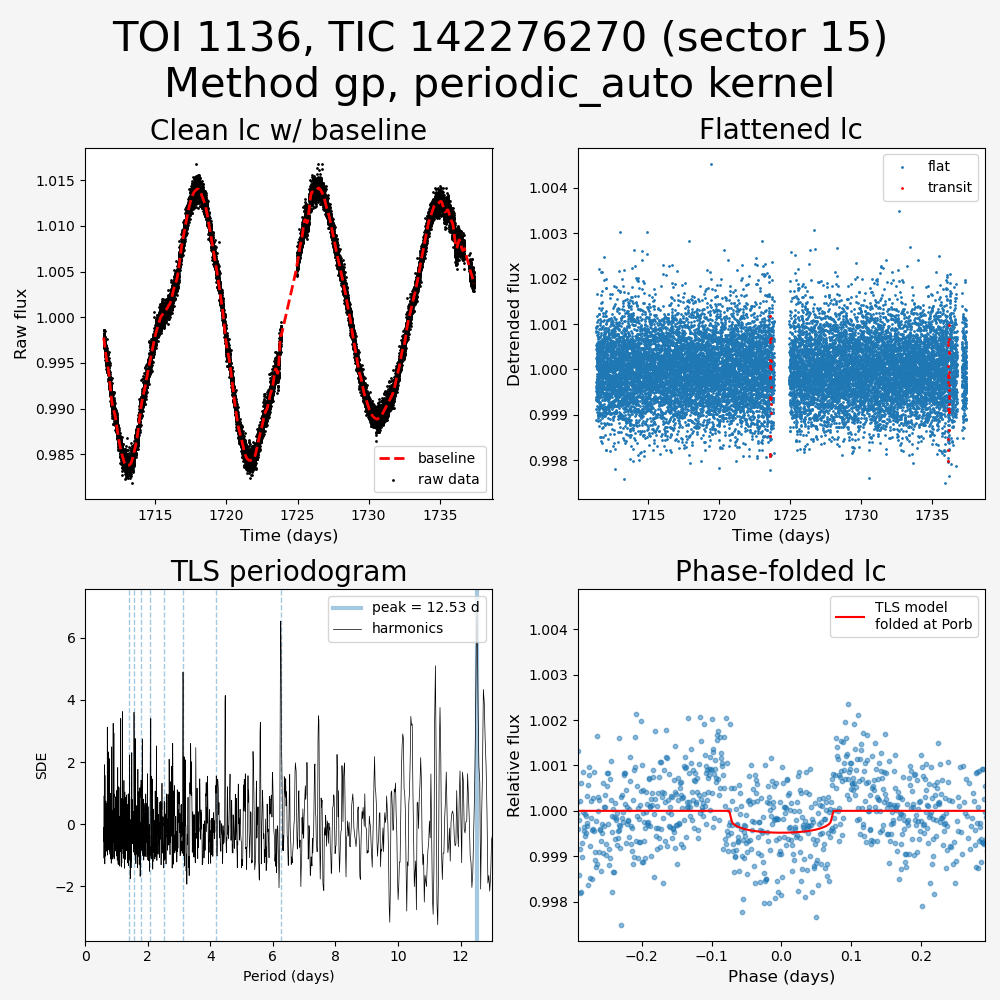 TOI 1136, TIC 142276270 (sector 15)
Method gp, periodic_auto kernel
Clean lc w/ baseline
Raw flux
1.015
1.010
1.005
1.000
0.995
0.990
0.985
baseline
raw data
1715
1720
1725
1730
1735
Time (days)
Flattened lc
Detrended flux
1.004
1.003
1.002
1.001
1.000
0.999
0.998
flat
transit
1715
1720
1725
1730
1735
Time (days)
TLS periodogram
SDE
6
4
2
0
−2
peak = 12.53 d
harmonics
0
2
4
6
8
10
12
Period (days)
Phase-folded lc
Relative flux
1.004
1.003
1.002
1.001
1.000
0.999
0.998
TLS model
folded at Porb
−0.2
−0.1
0.0
0.1
0.2
Phase (days)